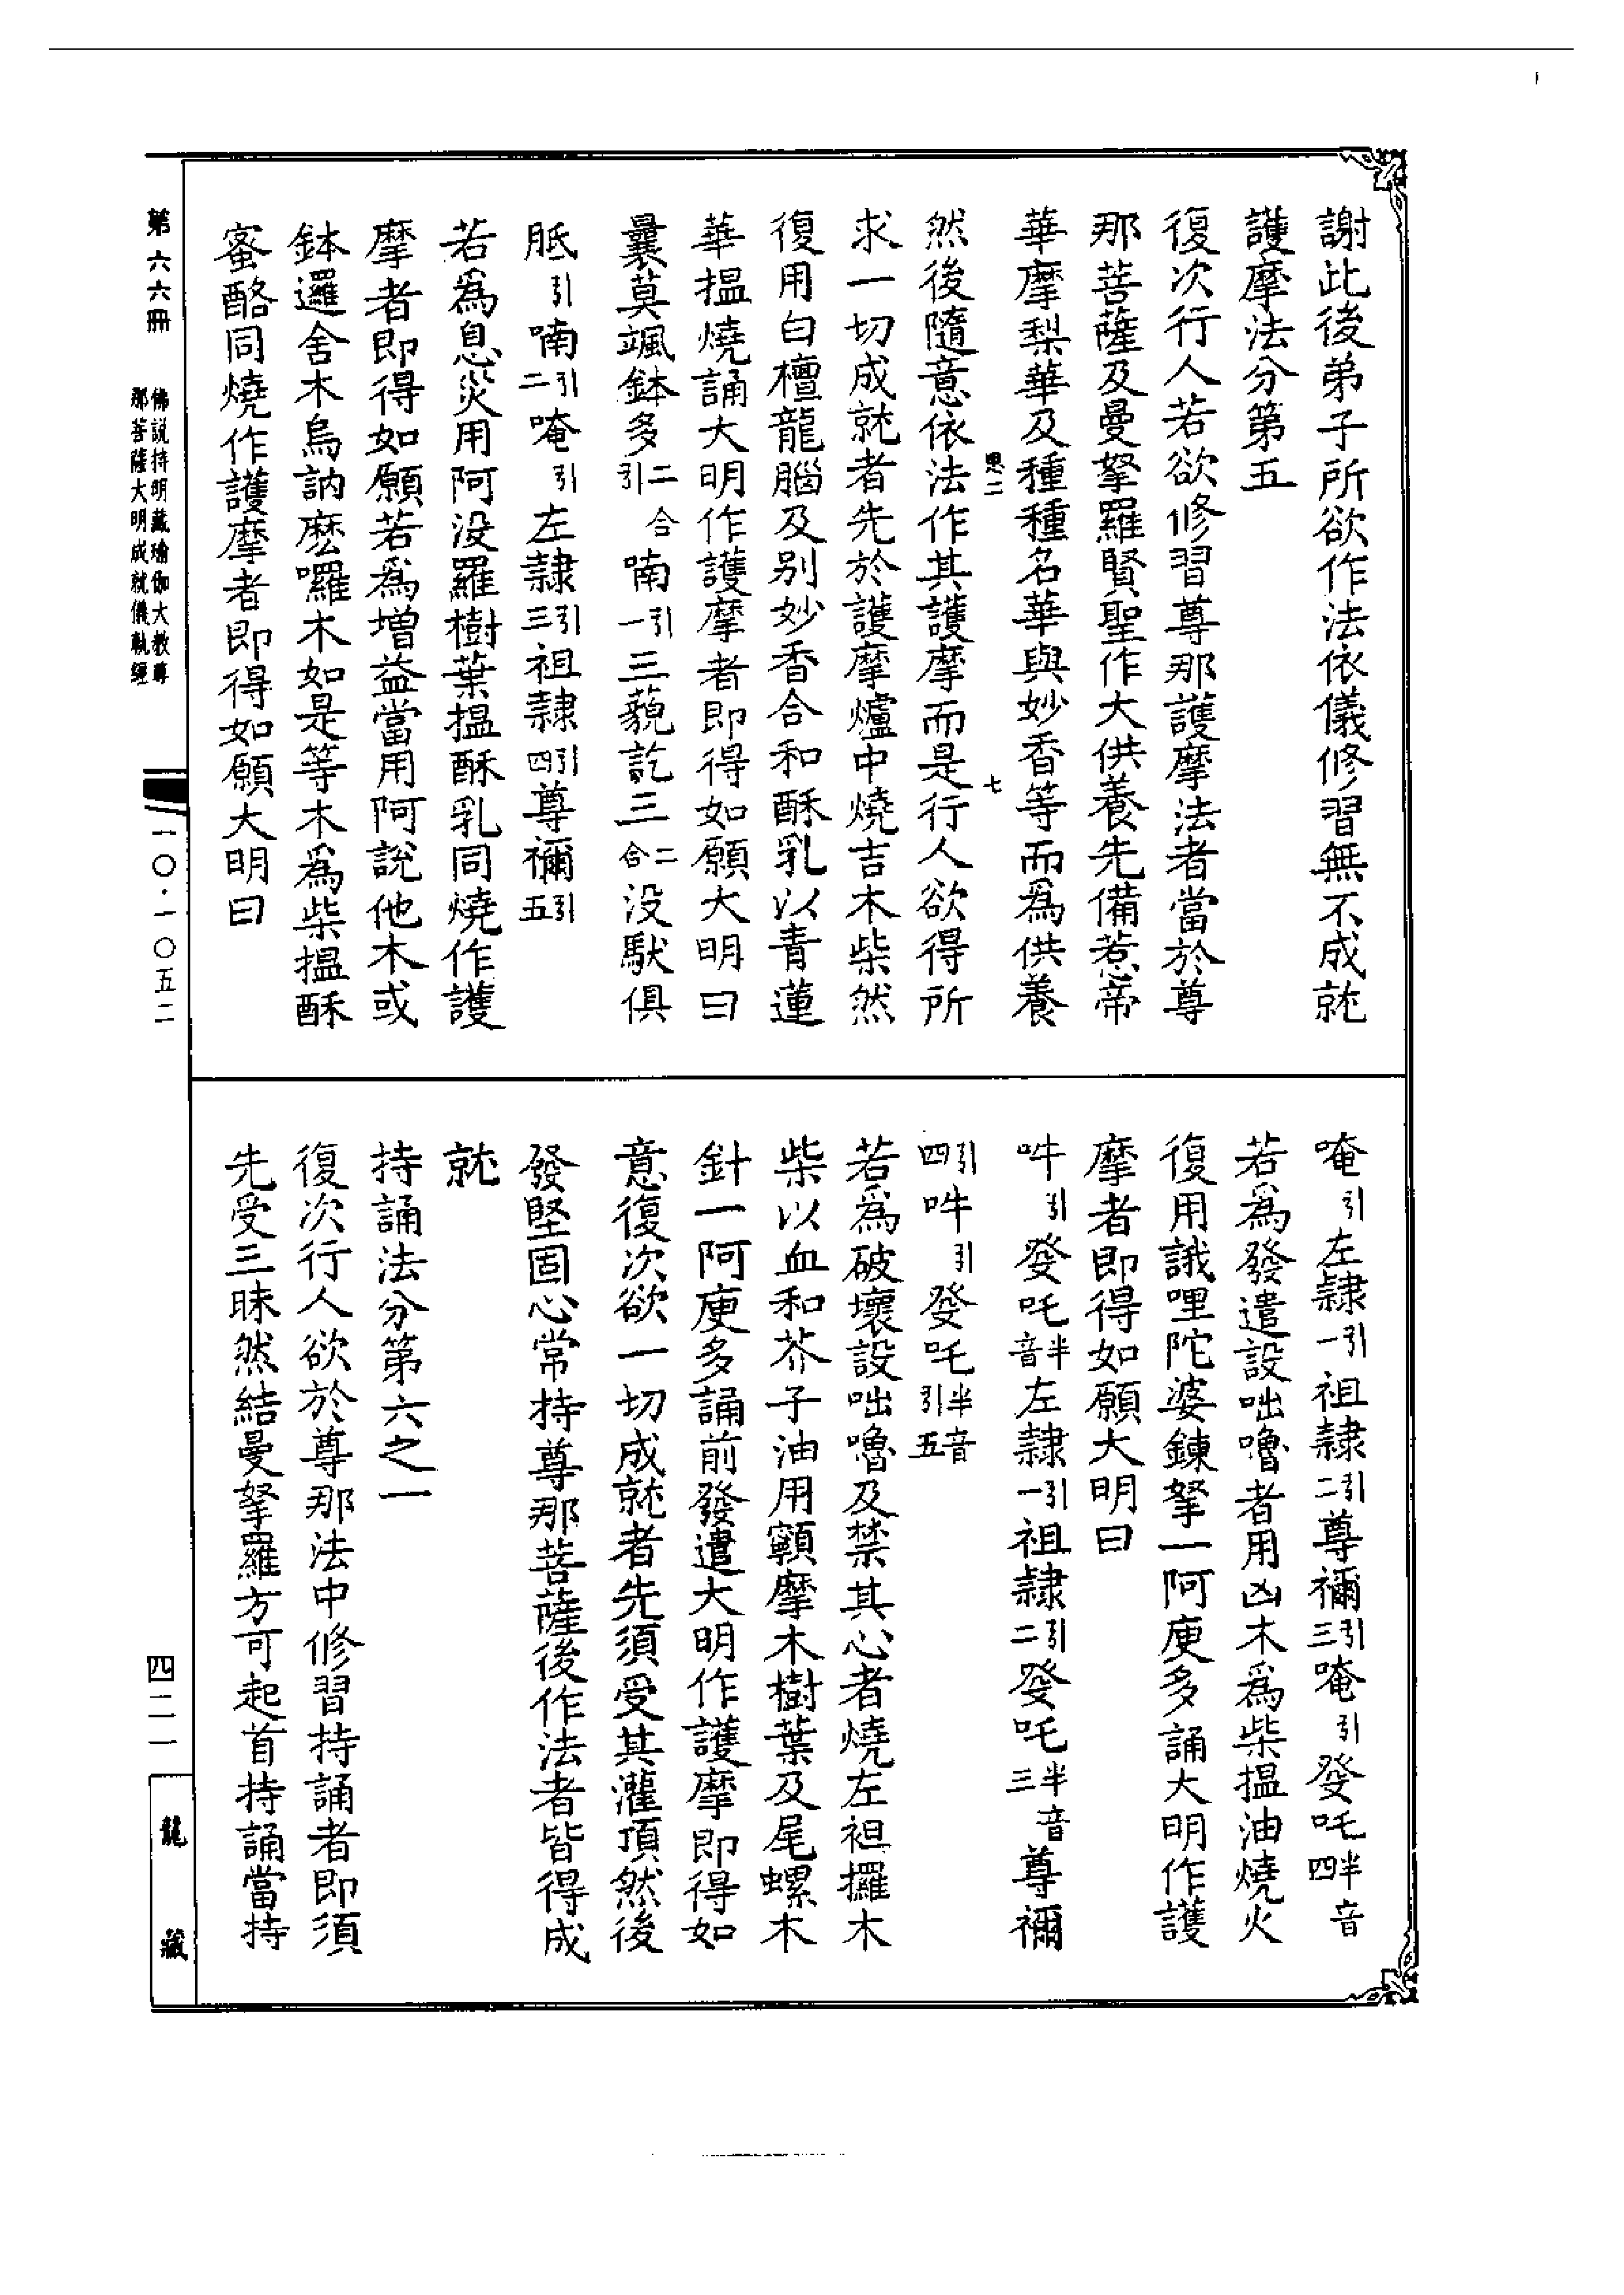 謝此後弟子所欲作法依儀修習無不成就
護摩法分第五
復次行人若欲修習尊那護摩法者當於尊
那菩薩及曼拏羅賢聖作大供養先備惹帝
華摩梨華及種種名華與妙香等而爲供養
思二 七
然後隨意依法作其護摩而是行人欲得所
求一切成就者先於護摩爐中燒吉木柴然
復用白檀龍腦及别妙香合和酥乳以青蓮
華搵燒誦大明作護摩者即得如願大明曰
曩莫颯鉢多二合引喃引一三藐訖三二合没馱俱
胝引喃引二唵引左隷引三祖隷引四尊禰引五
若爲息災用阿没羅樹葉搵酥乳同燒作護
摩者即得如願若爲增益當用阿說他木或
鉢邏舍木烏訥麽囉木如是等木爲柴搵酥
蜜酪同燒作護摩者即得如願大明曰
唵引左隷引一祖隷引二尊禰引三唵引癹吒半音四
若爲發遣設咄嚕者用凶木爲柴搵油燒火
復用誐哩陀婆鍊拏一阿庾多誦大明作護
摩者即得如願大明曰
吽引癹吒半音左隷引一祖隷引二癹吒半音三尊禰
引四吽引癹吒半音引五
若爲破壞設咄嚕及禁其心者燒左袒攞木
柴以血和芥子油用顊摩木樹葉及尾螺木
針一阿庾多誦前發遣大明作護摩即得如
意復次欲一切成就者先須受其灌頂然後
發堅固心常持尊那菩薩後作法者皆得成
就
持誦法分第六之一
復次行人欲於尊那法中修習持誦者即須
先受三昧然結曼拏羅方可起首持誦當持
第六六冊
佛説持明藏瑜伽大教尊
那菩薩大明成就儀軌經
一〇·一〇五二
四二一
龍藏